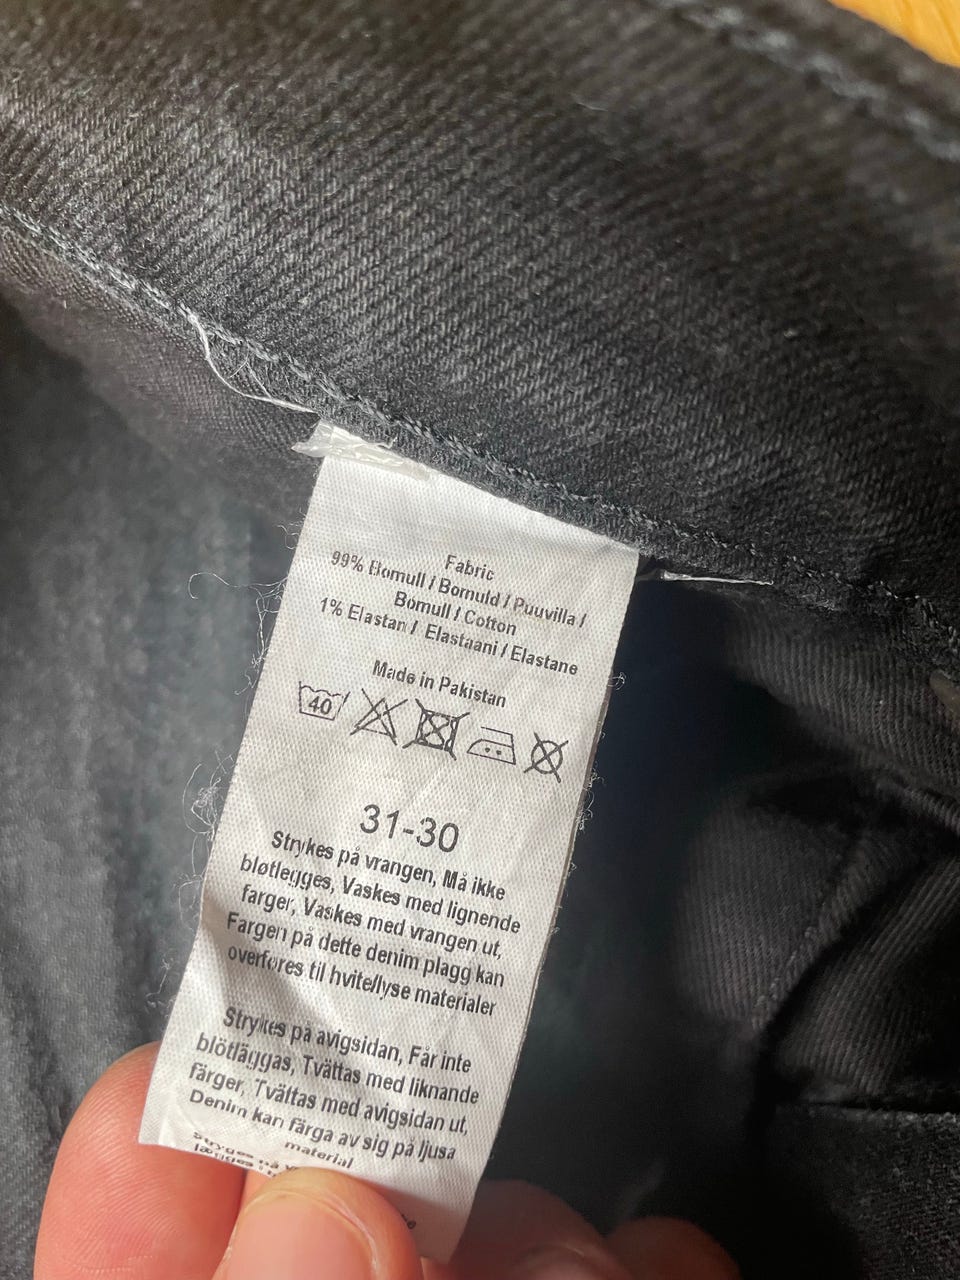 Fabric
99% Bomull / Bomuld / Puuvilla /
Bomull / Cotton
1% Elastan / Elastaani / Elastane
Made in Pakistan
40
31-30
Strykes på vrangen, Må ikke
bløtlegges, Vaskes med lignende
farger, Vaskes med vrangen ut,
Fargen på dette denim plagg kan
overføres til hvite/lyse materialer
Strykes på avigsidan, Får inte
blötläggas, Tvättas med liknande
färger, Tvättas med avigsidan ut,
Denim kan färga av sig på ljusa
material